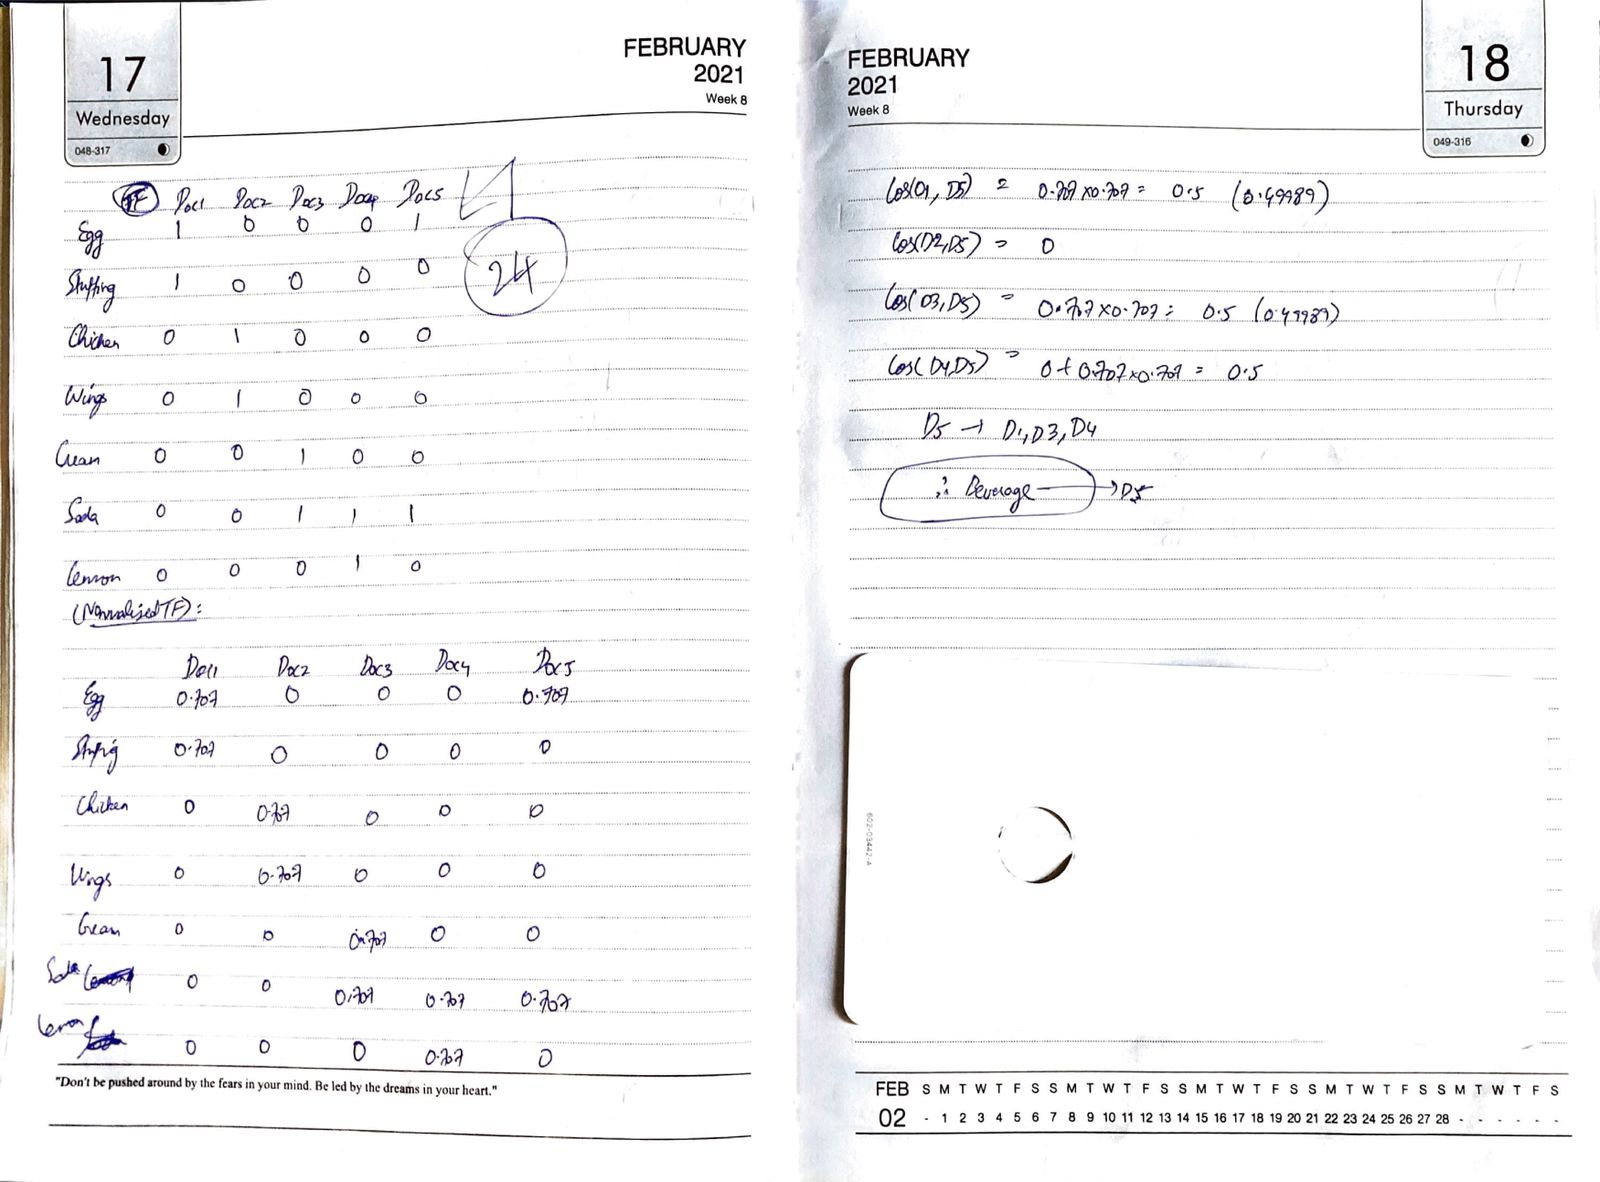 17
Wednesday
048-317
FEBRUARY
2021
Week 8
TF Doc1 Doc2 Doc3 Doc4 Doc5
Egg 1 0 0 0 1
Stuffing 1 0 0 0 0
24
Chicken 0 1 0 0 0
Wings 0 1 0 0 0
Cream 0 0 1 0 0
Soda 0 0 1 1 1
Lemon 0 0 0 1 0
(Normalised TF):
Doc1 Doc2 Doc3 Doc4 Doc5
Egg 0.707 0 0 0 0.707
Stuffing 0.707 0 0 0 0
Chicken 0 0.707 0 0 0
Wings 0 0.707 0 0 0
Cream 0 0 0.707 0 0
Soda 0 0 0.707 0.707 0.707
Lemon 0 0 0 0.707 0
"Don't be pushed around by the fears in your mind. Be led by the dreams in your heart."
FEBRUARY
2021
Week 8
18
Thursday
049-316
Cos(D1, D5) = 0.707 x 0.707 = 0.5 (0.49989)
Cos(D2, D5) = 0
Cos(D3, D5) = 0.707 x 0.707 = 0.5 (0.49989)
Cos(D4, D5) = 0 + 0.707 x 0.707 = 0.5
D5 → D1, D3, D4
∴ Beverage → D5
602-03442-A
FEB S M T W T F S S M T W T F S S M T W T F S S M T W T F S S M T W T F S
02 - 1 2 3 4 5 6 7 8 9 10 11 12 13 14 15 16 17 18 19 20 21 22 23 24 25 26 27 28 - - - - - -